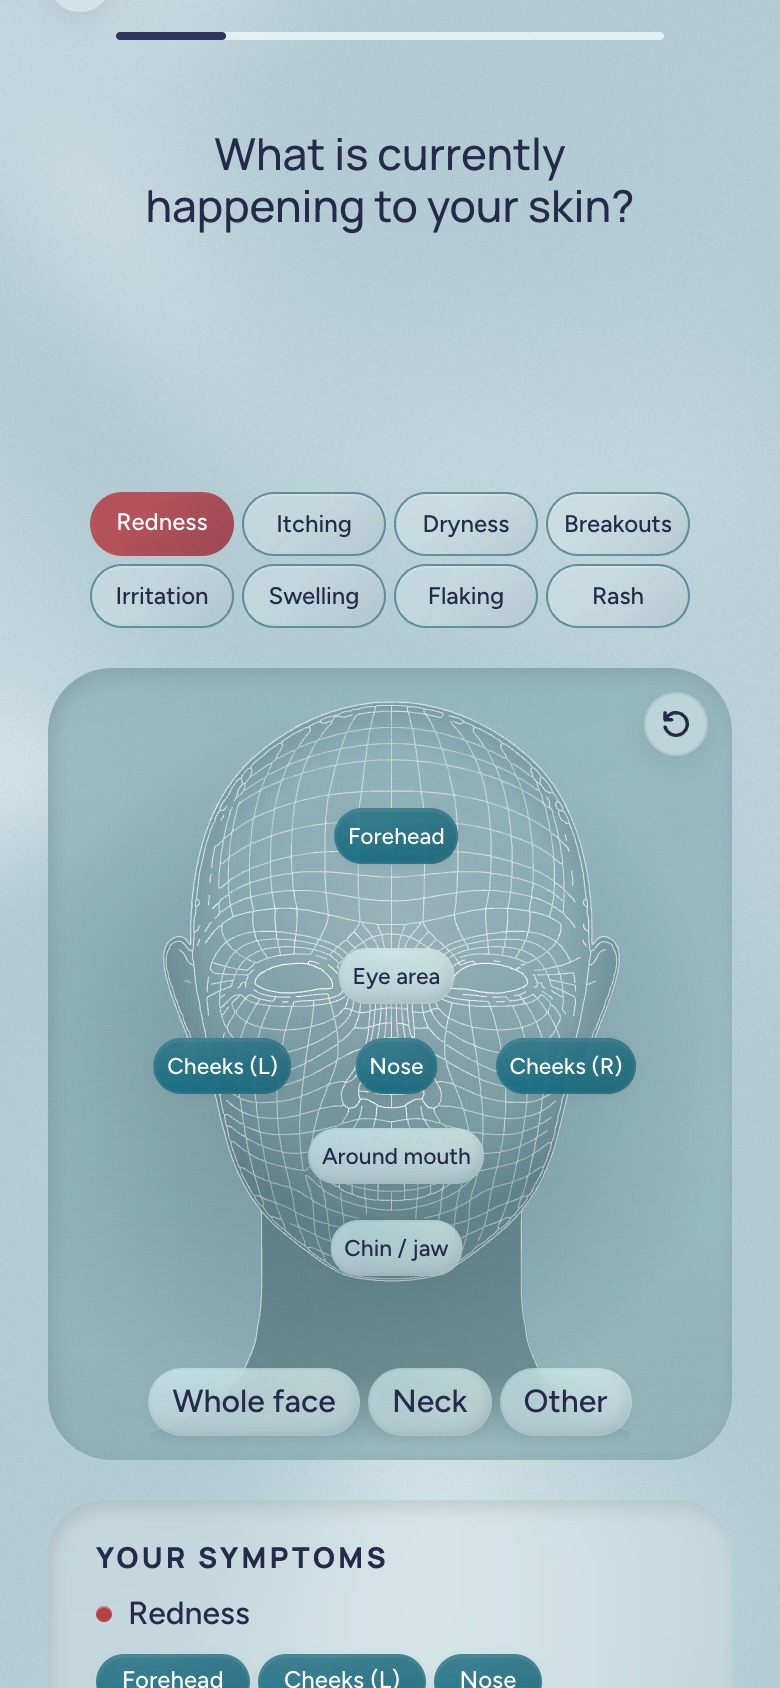 What is currently
happening to your skin?
Redness Itching Dryness Breakouts
Irritation Swelling Flaking Rash
Forehead
Eye area
Cheeks (L) Nose Cheeks (R)
Around mouth
Chin / jaw
Whole face Neck Other
YOUR SYMPTOMS
Redness
Forehead Cheeks (L) Nose